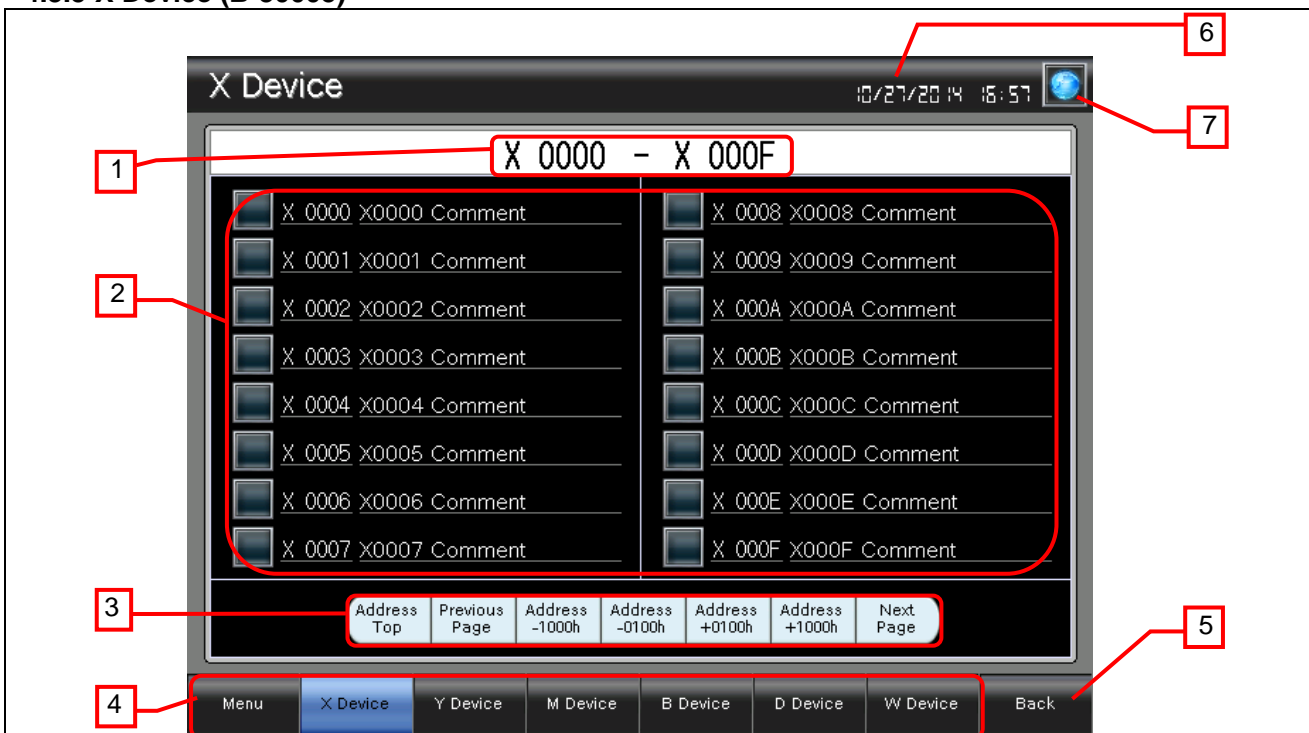 X Device
6
X Device
10/27/2014 16:57
7
1
X 0000 - X 000F
2
X 0000 X0000 Comment
X 0001 X0001 Comment
X 0002 X0002 Comment
X 0003 X0003 Comment
X 0004 X0004 Comment
X 0005 X0005 Comment
X 0006 X0006 Comment
X 0007 X0007 Comment
X 0008 X0008 Comment
X 0009 X0009 Comment
X 000A X000A Comment
X 000B X000B Comment
X 000C X000C Comment
X 000D X000D Comment
X 000E X000E Comment
X 000F X000F Comment
3
Address Top
Previous Page
Address -1000h
Address -0100h
Address +0100h
Address +1000h
Next Page
5
4
Menu
X Device
Y Device
M Device
B Device
D Device
W Device
Back